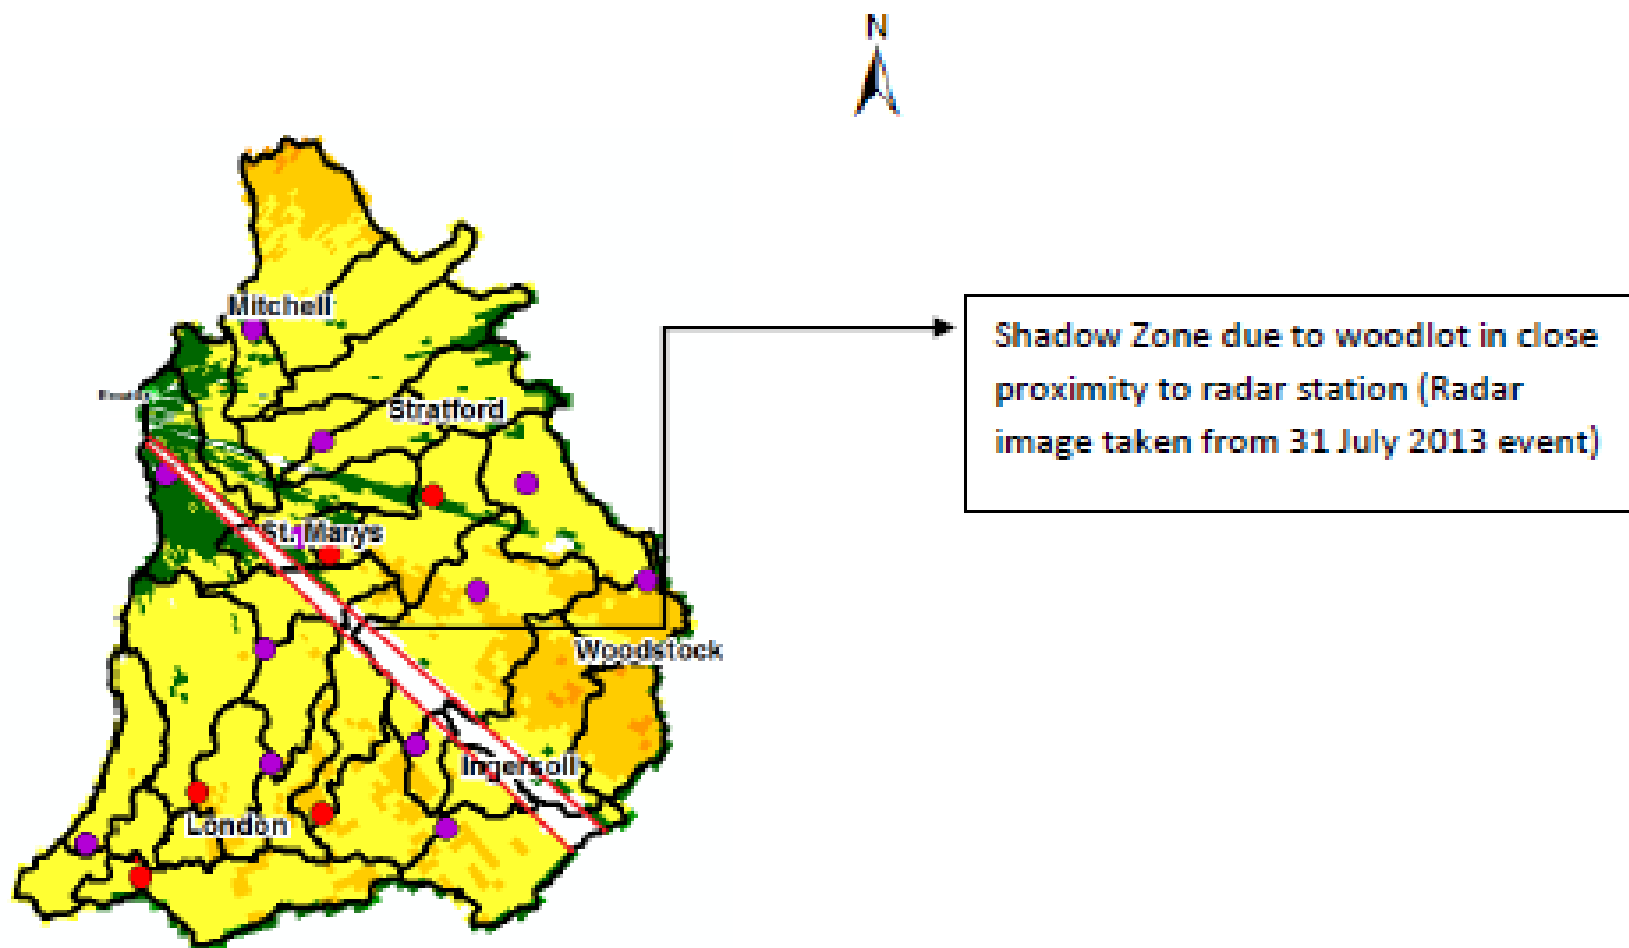 N
Mitchell
Stratford
St. Marys
Woodstock
Ingersoll
London
Shadow Zone due to woodlot in close
proximity to radar station (Radar
image taken from 31 July 2013 event)